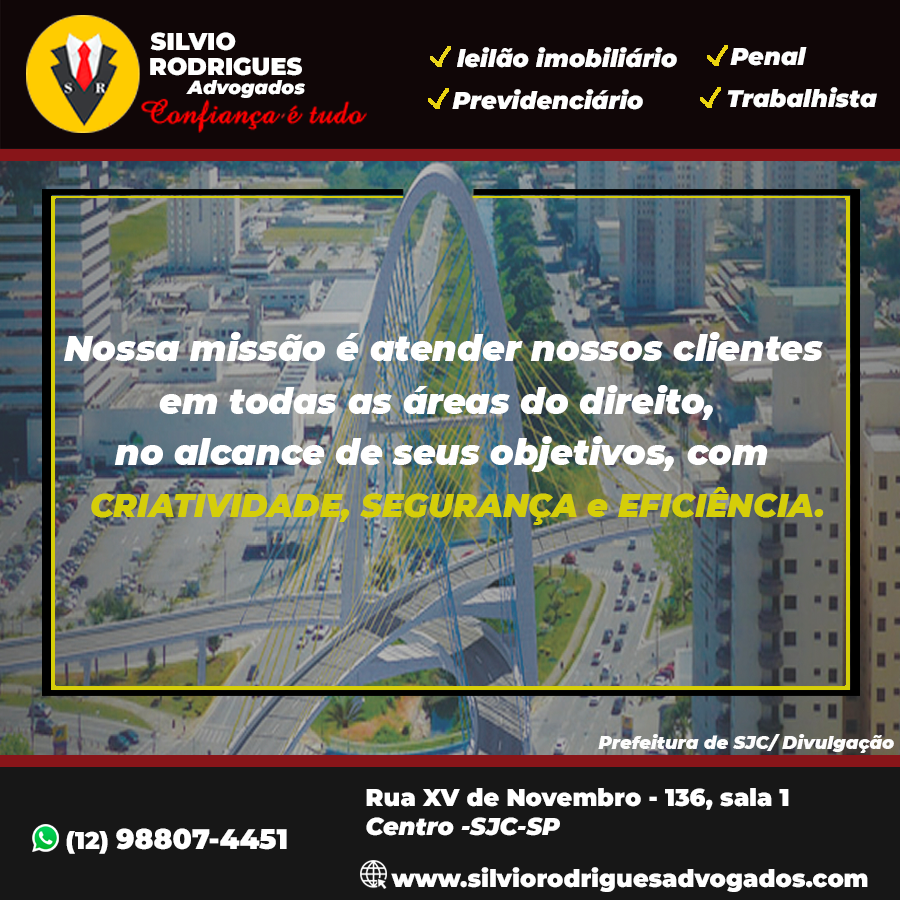 SILVIO
RODRIGUES
Advogados
Confiança é tudo
S R
leilão imobiliário
Penal
Previdenciário
Trabalhista
Nossa missão é atender nossos clientes
em todas as áreas do direito,
no alcance de seus objetivos, com
CRIATIVIDADE, SEGURANÇA e EFICIÊNCIA.
Prefeitura de SJC/ Divulgação
Rua XV de Novembro - 136, sala 1
Centro -SJC-SP
(12) 98807-4451
www.silviorodriguesadvogados.com